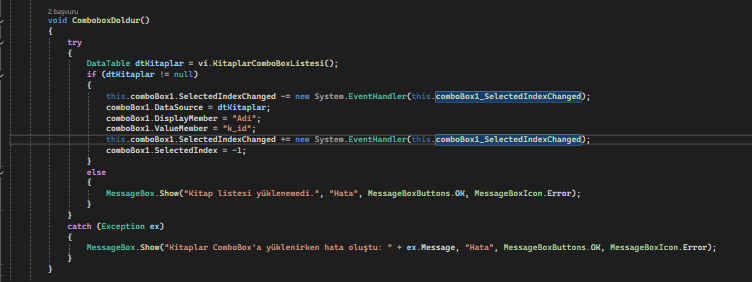 2 başvuru
void ComboboxDoldur()
{
try
{
DataTable dtKitaplar = vi.KitaplarComboBoxListesi();
if (dtKitaplar != null)
{
this.comboBox1.SelectedIndexChanged -= new System.EventHandler(this.comboBox1_SelectedIndexChanged);
comboBox1.DataSource = dtKitaplar;
comboBox1.DisplayMember = "Adi";
comboBox1.ValueMember = "k_id";
this.comboBox1.SelectedIndexChanged += new System.EventHandler(this.comboBox1_SelectedIndexChanged);
comboBox1.SelectedIndex = -1;
}
else
{
MessageBox.Show("Kitap listesi yüklenemedi.", "Hata", MessageBoxButtons.OK, MessageBoxIcon.Error);
}
}
catch (Exception ex)
{
MessageBox.Show("Kitaplar ComboBox'a yüklenirken hata oluştu: " + ex.Message, "Hata", MessageBoxButtons.OK, MessageBoxIcon.Error);
}
}